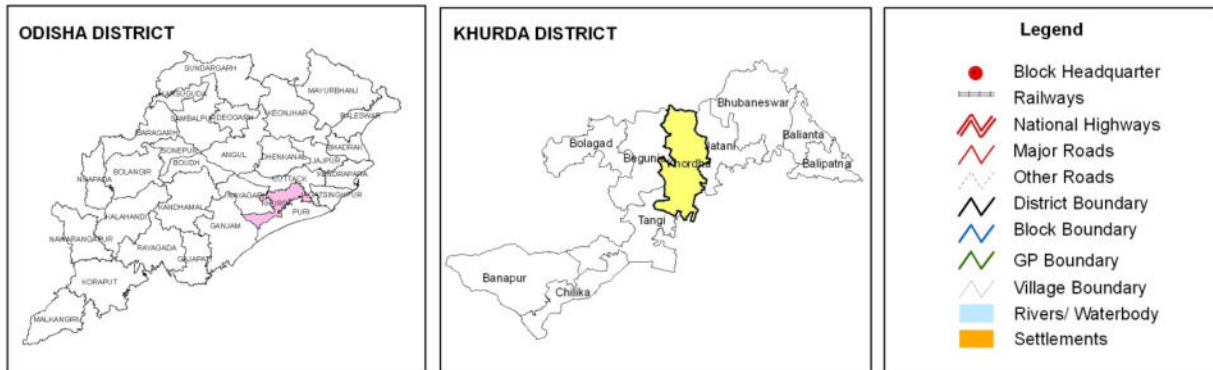 ODISHA DISTRICT
SUNDARGARH
MAYURBHANJ
KEONJHAR
SAMBALPUR
DEOGARH
BALESWAR
BARAGARH
BHADRAK
SONEPUR
ANGUL
DHENKANAL
JAJPUR
BOUDH
BOLANGIR
KENDRAPARA
CUTTACK
NUAPADA
NAYAGARH
KANDHAMAL
PURI
KALAHANDI
GANJAM
NAWARANGAPUR
RAYAGADA
GAJAPATI
KORAPUT
MALKANGIRI
KHURDA DISTRICT
Bhubaneswar
Balianta
Bolagad
Jatani
Begunia
Khordha
Balipatna
Tangi
Banapur
Chilika
Legend
Block Headquarter
Railways
National Highways
Major Roads
Other Roads
District Boundary
Block Boundary
GP Boundary
Village Boundary
Rivers/ Waterbody
Settlements